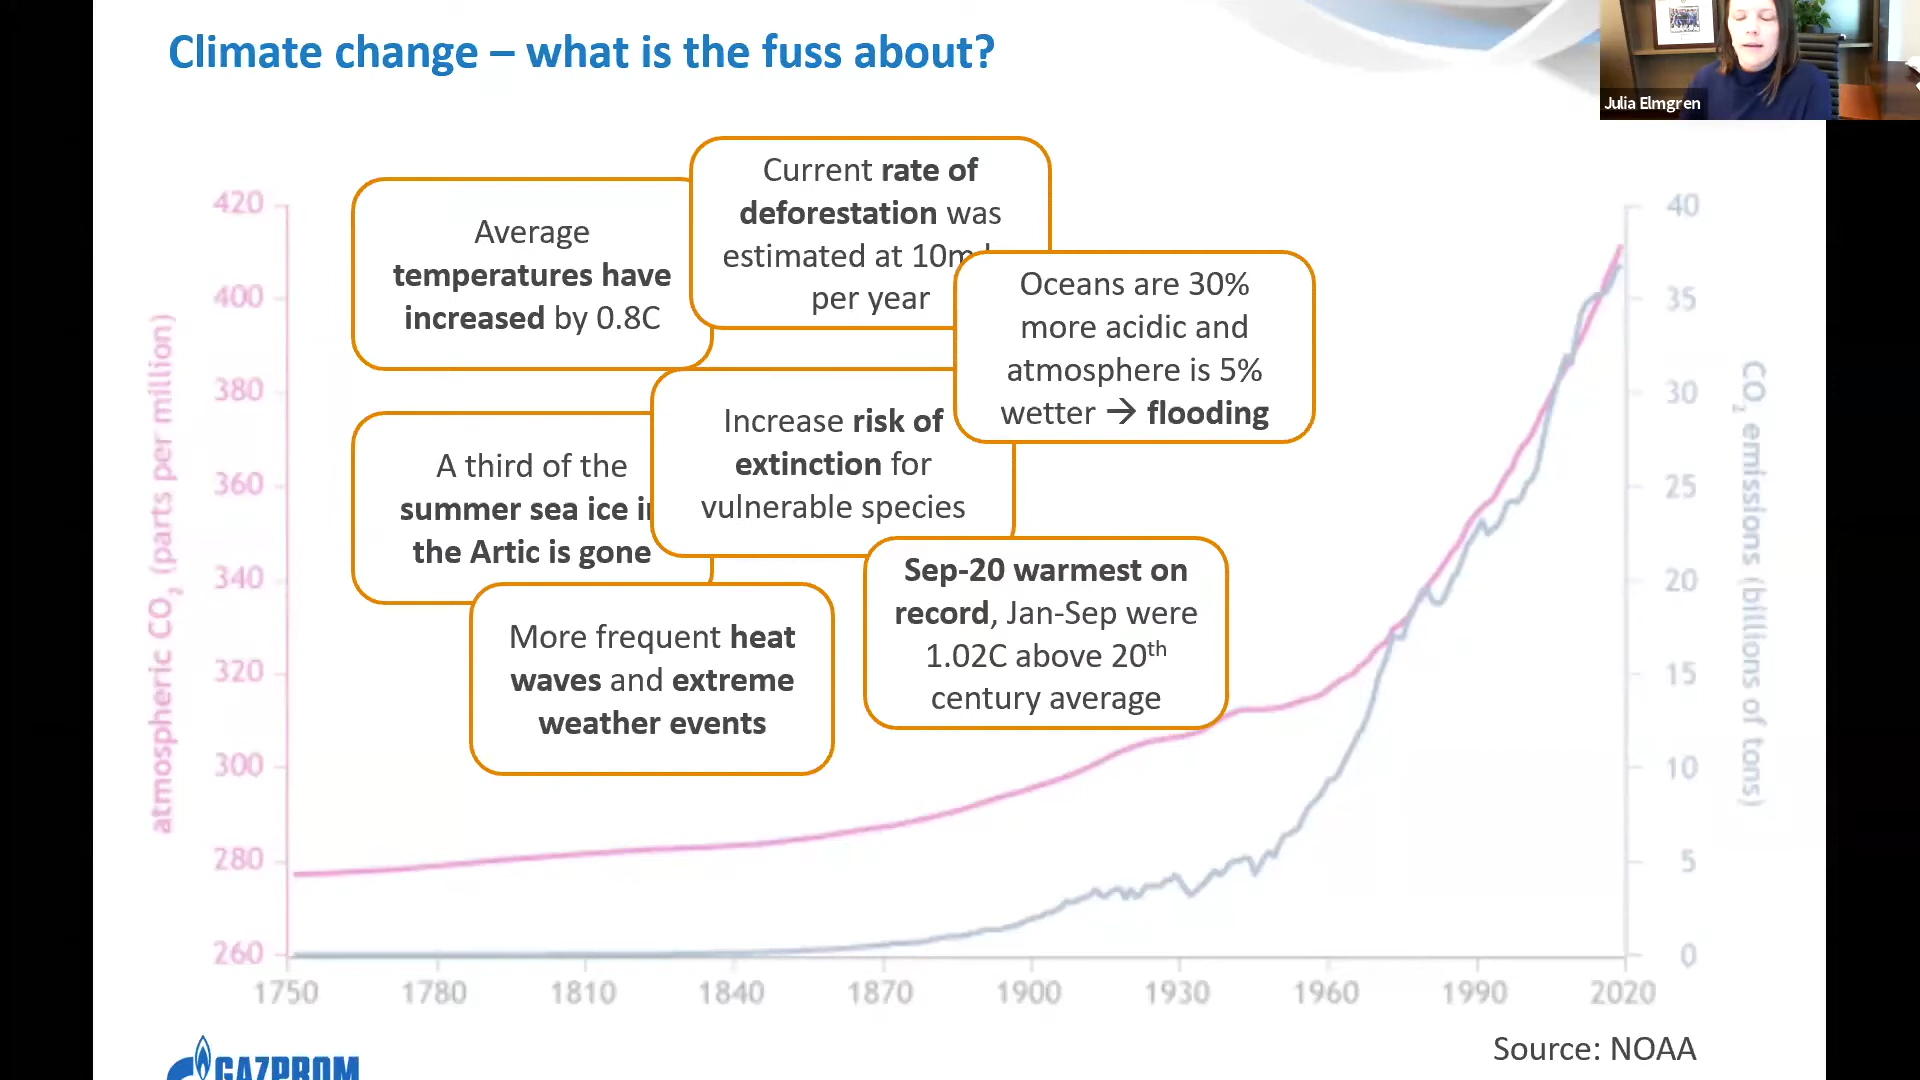 Climate change – what is the fuss about?
Julia Elmgren
Average
temperatures have
increased by 0.8C
Current rate of
deforestation was
estimated at
per year
Oceans are 30%
more acidic and
atmosphere is 5%
wetter → flooding
A third of the
summer sea ice
the Artic is gone
Increase risk of
extinction for
vulnerable species
More frequent heat
waves and extreme
weather events
Sep-20 warmest on
record, Jan-Sep were
1.02C above 20th
century average
atmospheric CO2 (parts per million)
420
400
380
360
340
320
300
280
260
CO2 emissions (billions of tons)
40
35
30
25
20
15
10
5
0
1750 1780 1810 1840 1870 1900 1930 1960 1990 2020
GAZPROM
Source: NOAA